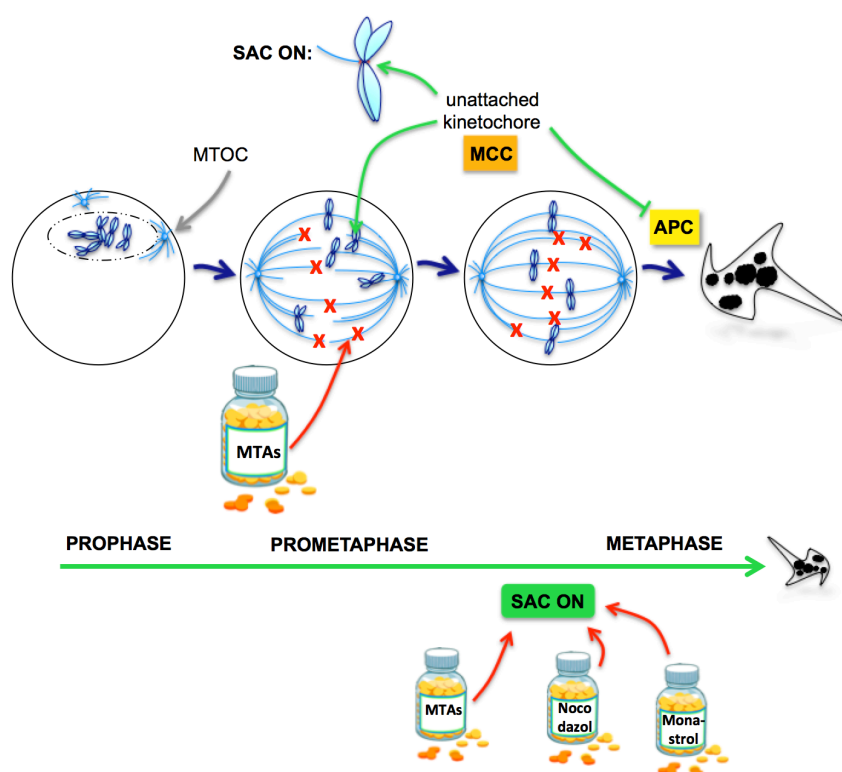 SAC ON:
unattached
kinetochore
MCC
MTOC
APC
X X X X X X
X X X X X X
MTAs
PROPHASE PROMETAPHASE METAPHASE
SAC ON
MTAs
Noco
dazol
Mona-
strol